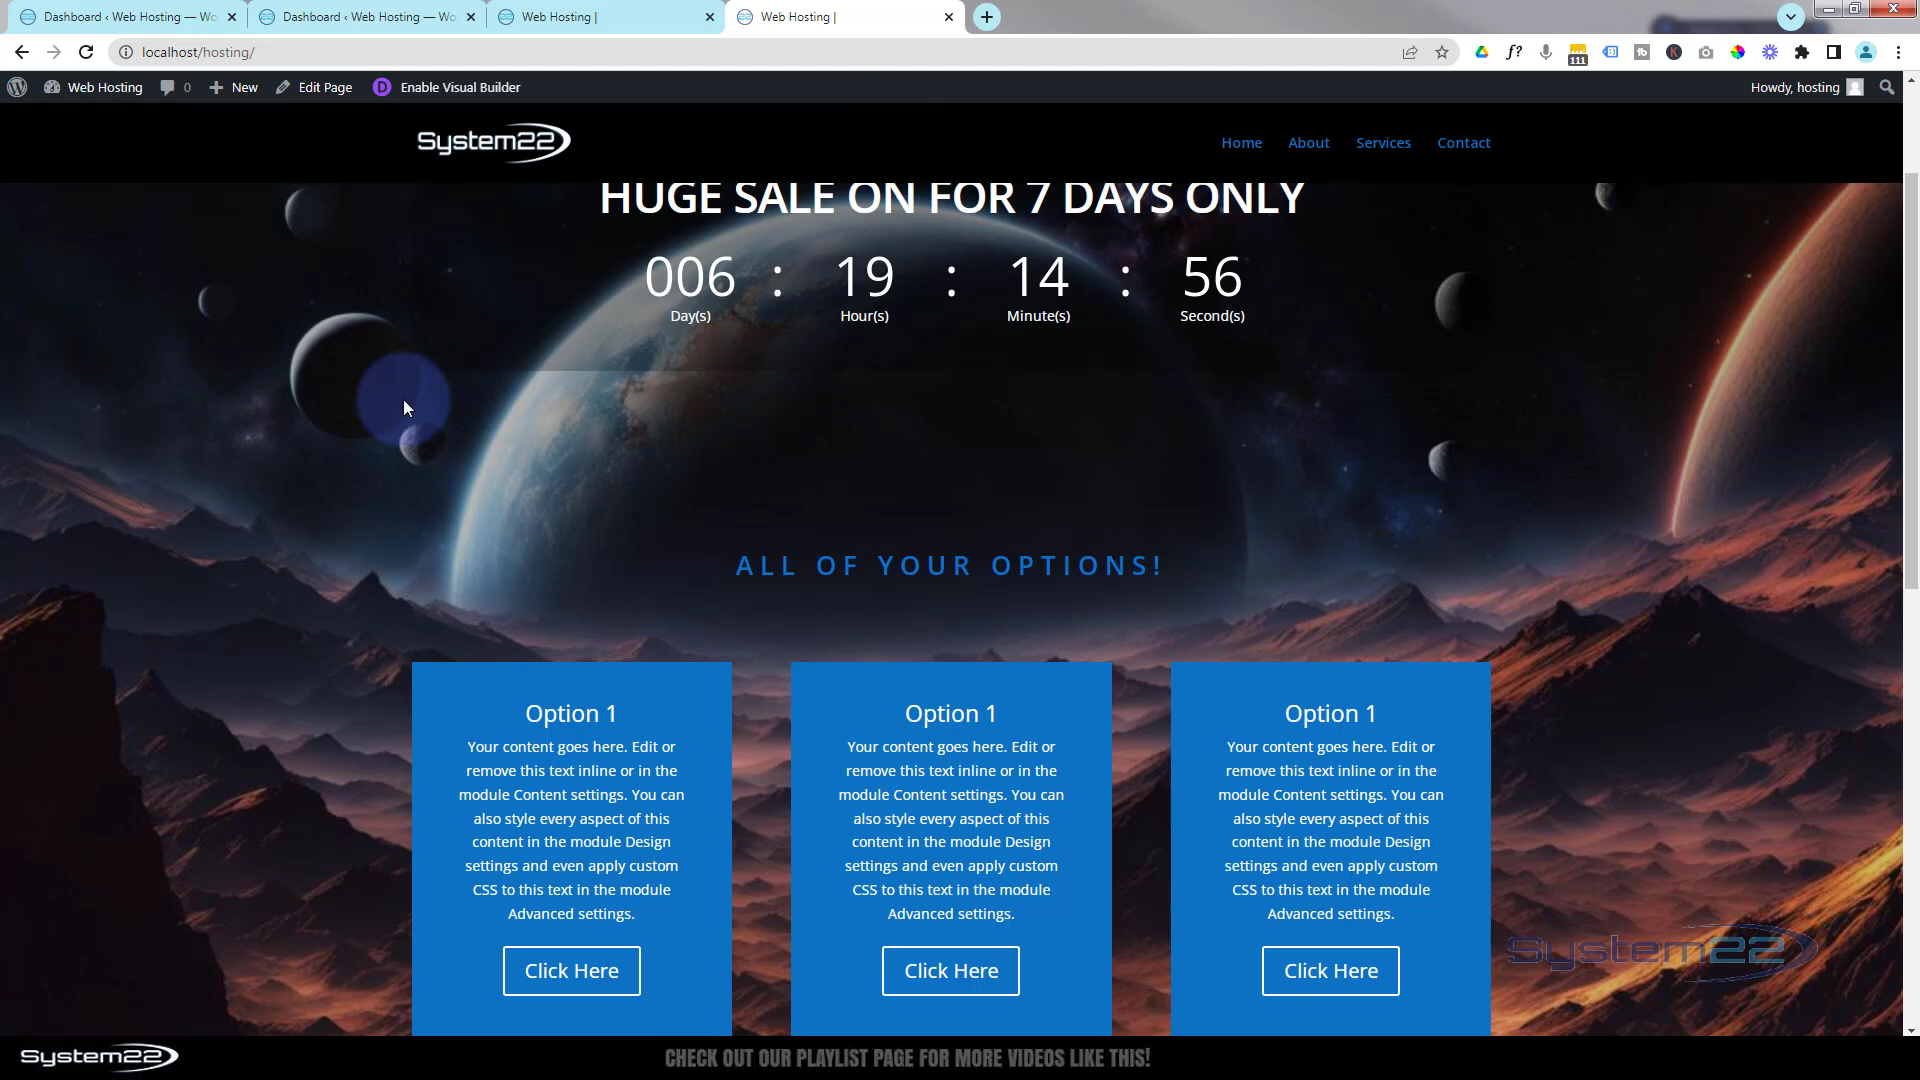 Dashboard ‹ Web Hosting — Wo
Dashboard ‹ Web Hosting — Wo
Web Hosting |
Web Hosting |
localhost/hosting/
111
Web Hosting
0
New
Edit Page
D
Enable Visual Builder
Howdy, hosting
System22
Home
About
Services
Contact
HUGE SALE ON FOR 7 DAYS ONLY
006 : 19 : 14 : 56
Day(s)
Hour(s)
Minute(s)
Second(s)
ALL OF YOUR OPTIONS!
Option 1
Your content goes here. Edit or
remove this text inline or in the
module Content settings. You can
also style every aspect of this
content in the module Design
settings and even apply custom
CSS to this text in the module
Advanced settings.
Click Here
Option 1
Your content goes here. Edit or
remove this text inline or in the
module Content settings. You can
also style every aspect of this
content in the module Design
settings and even apply custom
CSS to this text in the module
Advanced settings.
Click Here
Option 1
Your content goes here. Edit or
remove this text inline or in the
module Content settings. You can
also style every aspect of this
content in the module Design
settings and even apply custom
CSS to this text in the module
Advanced settings.
Click Here
System22
System22
CHECK OUT OUR PLAYLIST PAGE FOR MORE VIDEOS LIKE THIS!